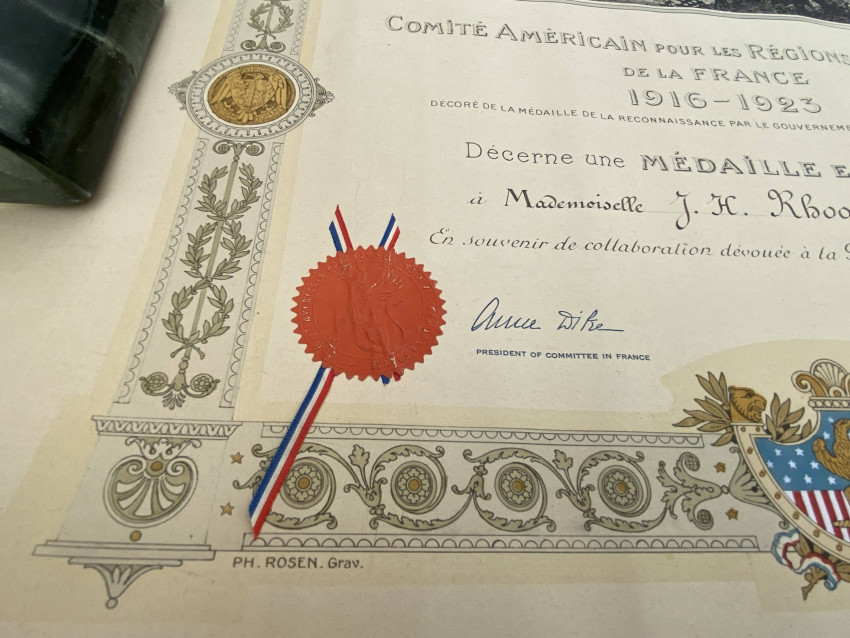 COMITÉ AMÉRICAIN POUR LES RÉGIONS
DE LA FRANCE
1916-1923
DÉCORÉ DE LA MÉDAILLE DE LA RECONNAISSANCE PAR LE GOUVERNEME
Décerne une MÉDAILLE E
à Mademoiselle J. H. Rhoo
En souvenir de collaboration dévouée à la
Anne Dike
PRESIDENT OF COMMITTEE IN FRANCE
PH. ROSEN. Grav.